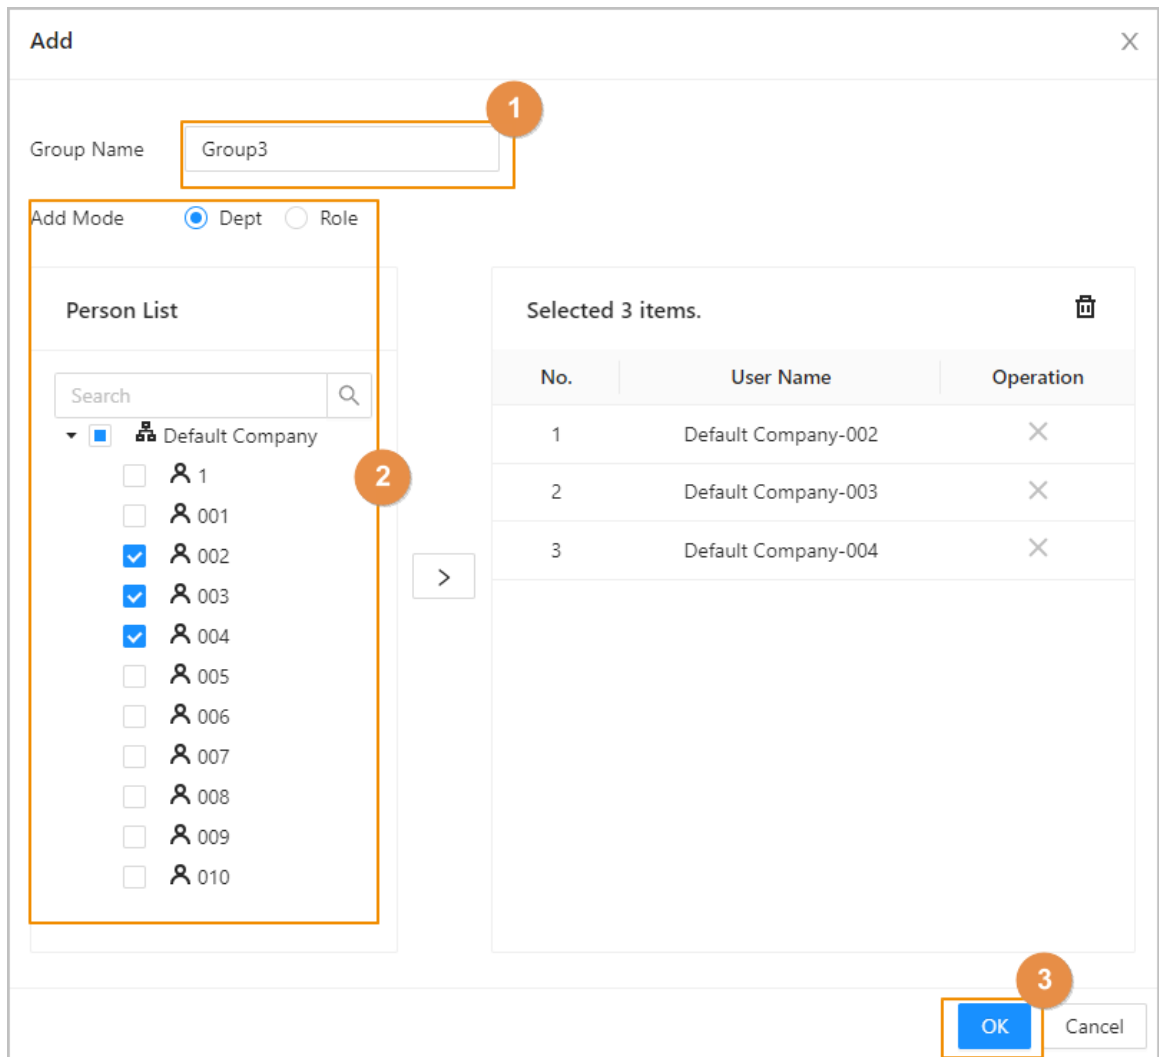 Add
1
Group Name Group3
Add Mode Dept Role
Person List
Search
Default Company
1
001
002
003
004
005
006
007
008
009
010
2
>
Selected 3 items.
No. User Name Operation
1 Default Company-002
2 Default Company-003
3 Default Company-004
3
OK Cancel